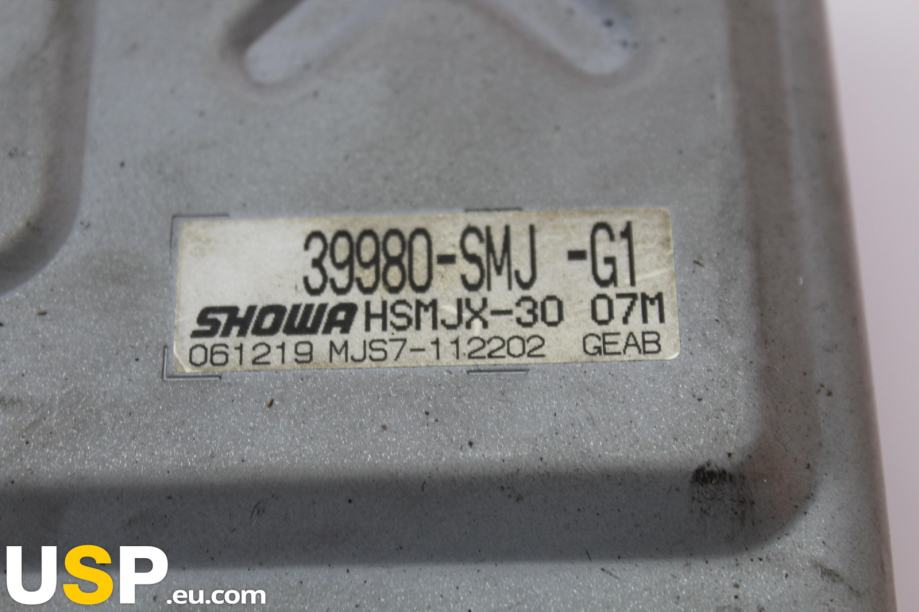 39980-SMJ -G1
SHOWA HSMJX-30 07M
061219 MJS7-112202 GEAB
USP.eu.com